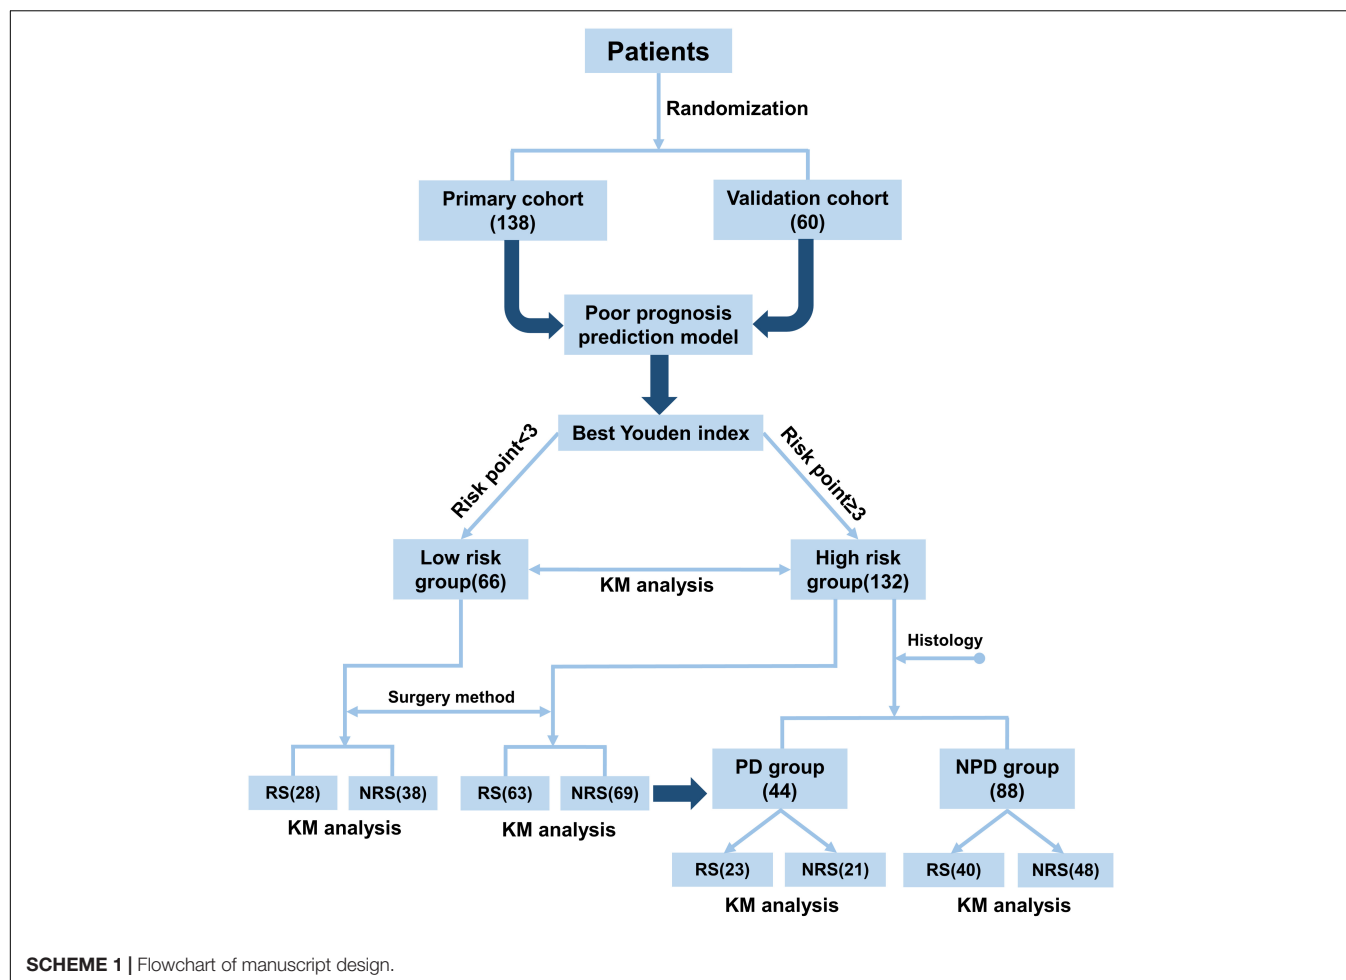 Patients
Randomization
Primary cohort
(138)
Validation cohort
(60)
Poor prognosis
prediction model
Best Youden index
Risk point<3
Risk point≥3
Low risk
group(66)
KM analysis
High risk
group(132)
Histology
Surgery method
RS(28)
NRS(38)
KM analysis
RS(63)
NRS(69)
KM analysis
PD group
(44)
NPD group
(88)
RS(23)
NRS(21)
KM analysis
RS(40)
NRS(48)
KM analysis
SCHEME 1 | Flowchart of manuscript design.